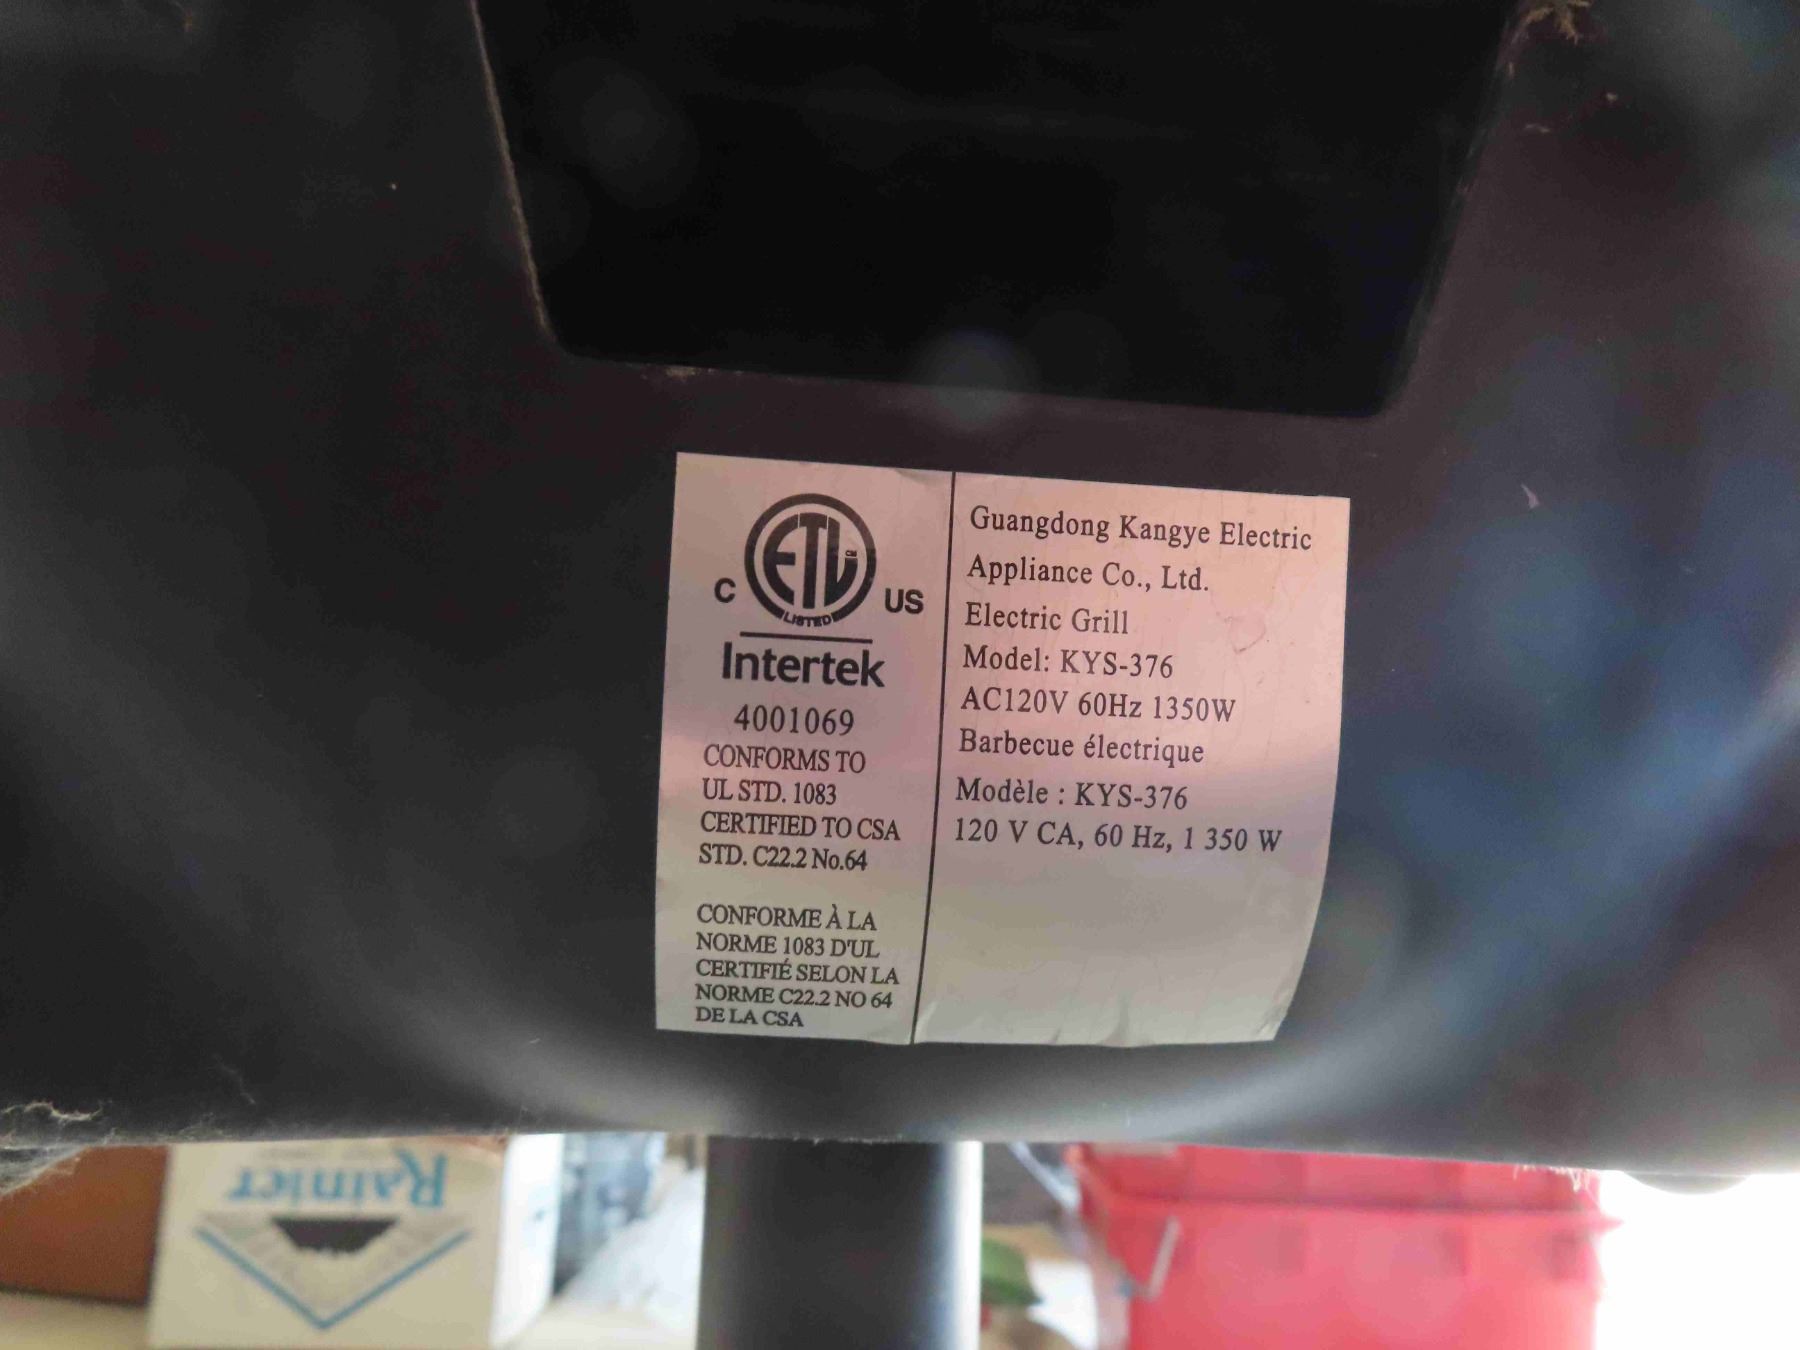 ETL CM
LISTED
C US
Intertek
4001069
CONFORMS TO
UL STD. 1083
CERTIFIED TO CSA
STD. C22.2 No.64
CONFORME À LA
NORME 1083 D'UL
CERTIFIÉ SELON LA
NORME C22.2 NO 64
DE LA CSA
Guangdong Kangye Electric
Appliance Co., Ltd.
Electric Grill
Model: KYS-376
AC120V 60Hz 1350W
Barbecue électrique
Modèle : KYS-376
120 V CA, 60 Hz, 1 350 W
Rainier